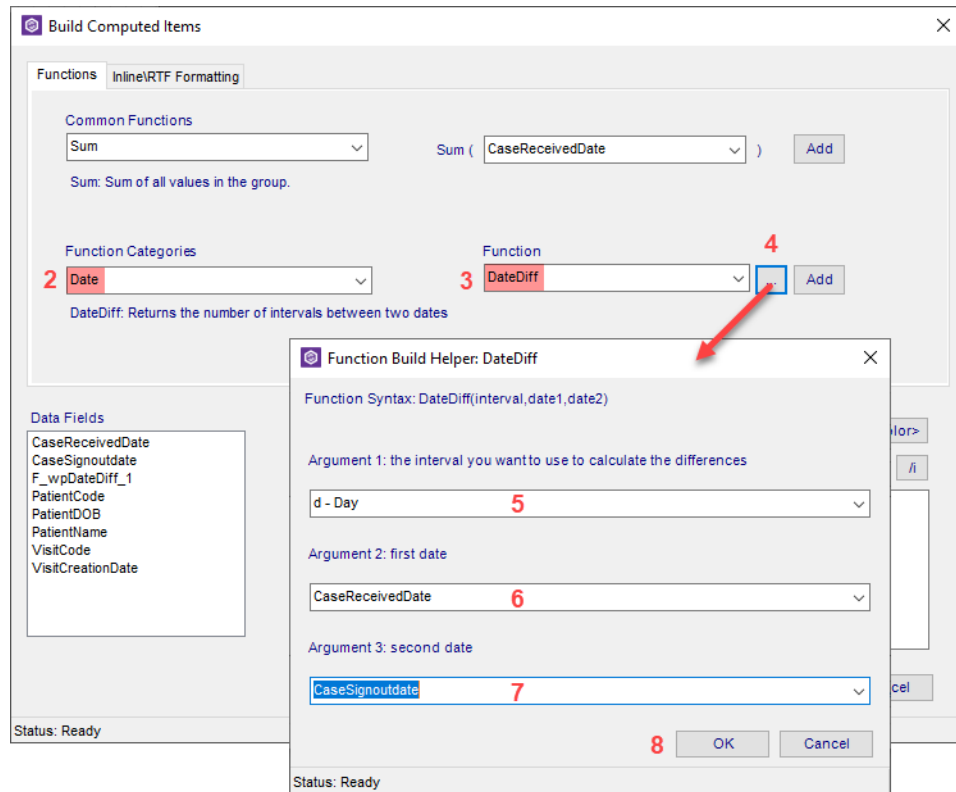 Build Computed Items
Functions
Inline\RTF Formatting
Common Functions
Sum
Sum (
CaseReceivedDate
)
Add
Sum: Sum of all values in the group.
Function Categories
Function
4
2
Date
3
DateDiff
...
Add
DateDiff: Returns the number of intervals between two dates
Function Build Helper: DateDiff
Function Syntax: DateDiff(interval,date1,date2)
Argument 1: the interval you want to use to calculate the differences
d - Day
5
Argument 2: first date
CaseReceivedDate
6
Argument 3: second date
CaseSignoutdate
7
8
OK
Cancel
Status: Ready
Data Fields
CaseReceivedDate
CaseSignoutdate
F_wpDateDiff_1
PatientCode
PatientDOB
PatientName
VisitCode
VisitCreationDate
olor>
/i
cel
Status: Ready